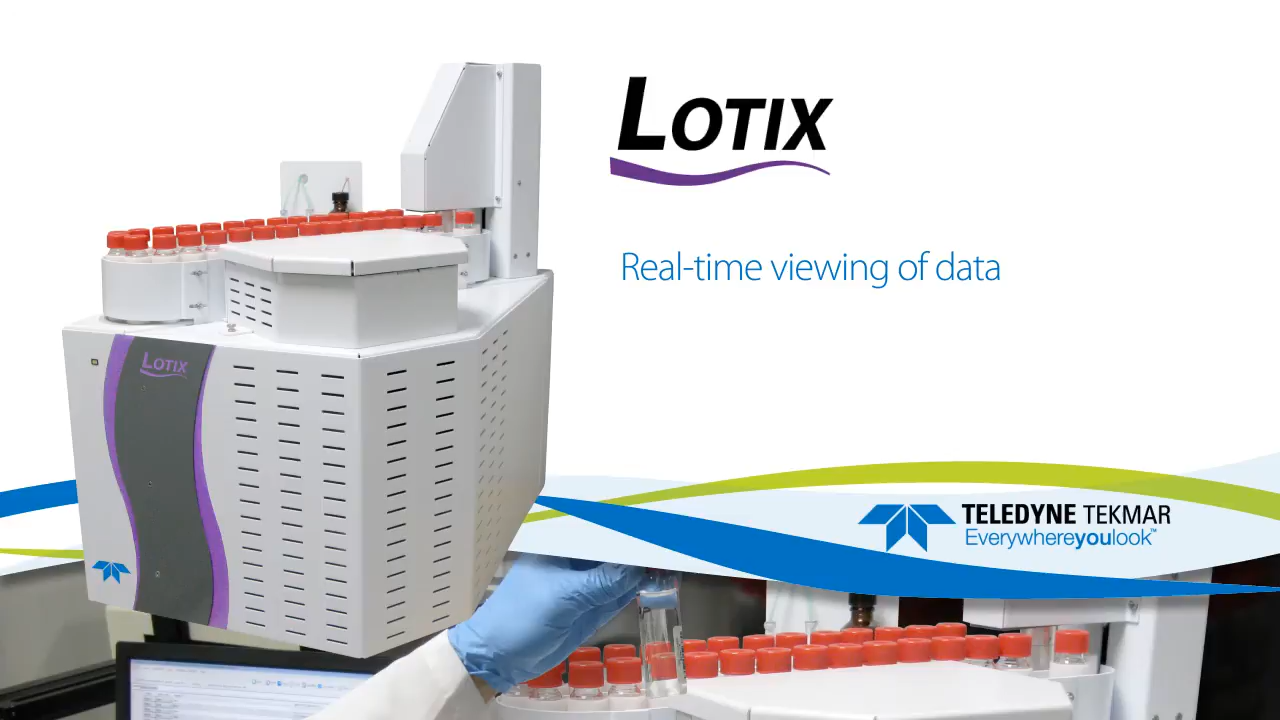 LOTIX
Real-time viewing of data
LOTIX
TELEDYNE TEKMAR
Everywhereyoulook™